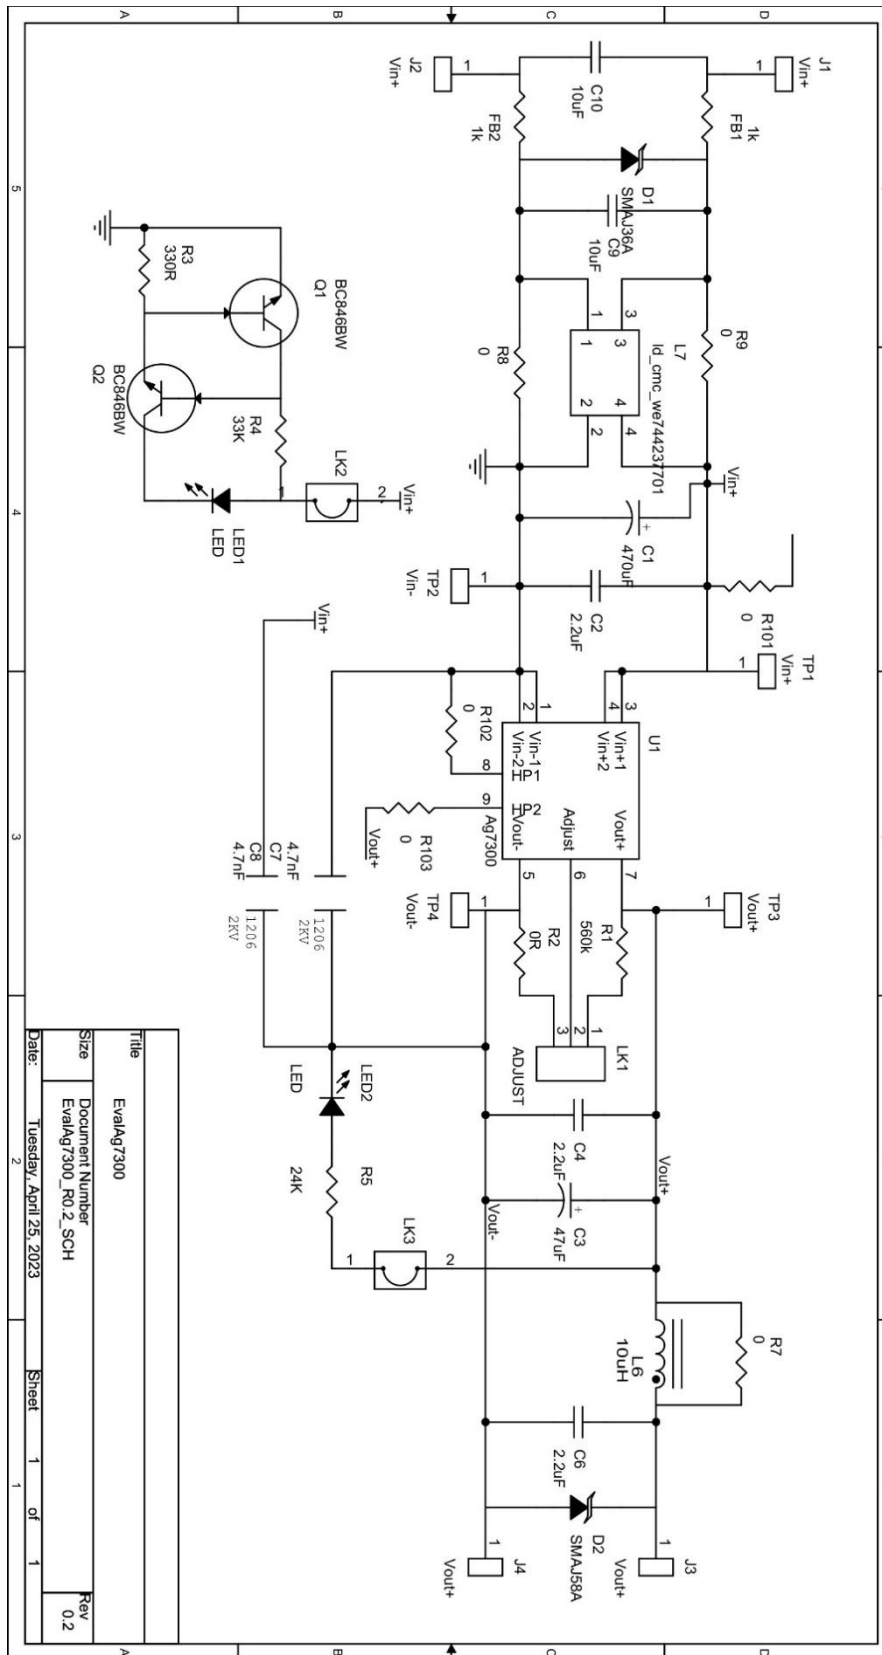 5
4
3
2
1
D
C
B
A
D
C
B
A
J1
Vin+
1
FB1
1k
C10
10uF
J2
Vin+
1
FB2
1k
D1
SMAJ36A
C9
10uF
R9
0
L7
ld_cmc_we744237701
3
4
1
2
3
4
1
2
R8
0
Vin+
C1
470uF
+
R101
0
C2
2.2uF
TP1
Vin+
1
TP2
Vin-
1
U1
3
4
1
2
Vin+1
Vin+2
Vin-1
Vin-2
Vout+
Adjust
Vout-
IP1
IP2
Ag7300
7
6
5
8
9
R102
0
R103
0
Vout+
TP3
Vout+
1
TP4
Vout-
1
R1
560k
R2
0R
LK1
1
2
3
ADJUST
C4
2.2uF
Vout+
Vout-
C3
47uF
+
R7
0
L6
10uH
C6
2.2uF
D2
SMAJ58A
J3
Vout+
1
J4
Vout+
1
R3
330R
BC846BW
Q1
BC846BW
Q2
R4
33K
LK2
1
2
Vin+
LED1
LED
Vin+
4.7nF
C7
C8
4.7nF
1206
2KV
1206
2KV
LED2
LED
R5
24K
LK3
1
2
Title
EvalAg7300
Size
Document Number
Rev
EvalAg7300_R0.2_SCH
0.2
Date:
Tuesday, April 25, 2023
Sheet
1
of
1